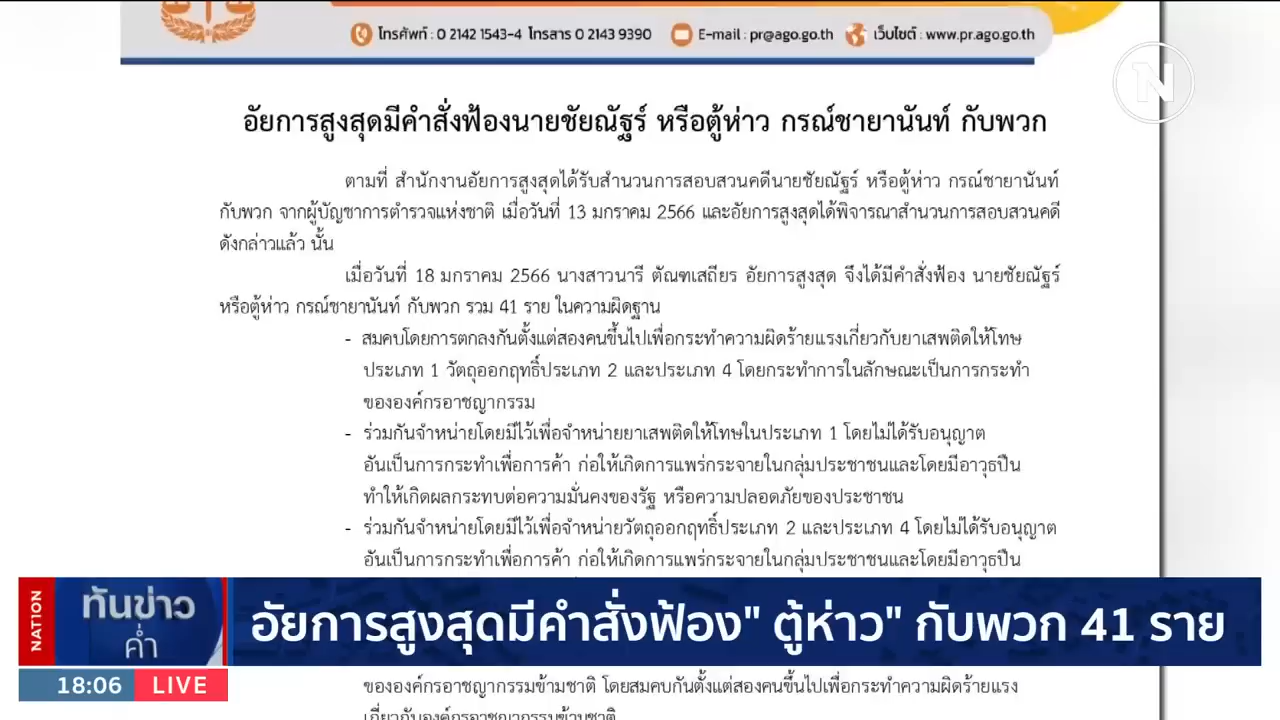 โทรศัพท์ : 0 2142 1543-4 โทรสาร 0 2143 9390 E-mail : pr@ago.go.th เว็บไซต์ : www.pr.ago.go.th
N
อัยการสูงสุดมีคำสั่งฟ้องนายชัยณัฐร์ หรือตู้ห่าว กรณ์ชายานันท์ กับพวก
ตามที่ สำนักงานอัยการสูงสุดได้รับสำนวนการสอบสวนคดีนายชัยณัฐร์ หรือตู้ห่าว กรณ์ชายานันท์
กับพวก จากผู้บัญชาการตำรวจแห่งชาติ เมื่อวันที่ 13 มกราคม 2566 และอัยการสูงสุดได้พิจารณาสำนวนการสอบสวนคดี
ดังกล่าวแล้ว นั้น
เมื่อวันที่ 18 มกราคม 2566 นางสาวนารี ตัณฑเสถียร อัยการสูงสุด จึงได้มีคำสั่งฟ้อง นายชัยณัฐร์
หรือตู้ห่าว กรณ์ชายานันท์ กับพวก รวม 41 ราย ในความผิดฐาน
- สมคบโดยการตกลงกันตั้งแต่สองคนขึ้นไปเพื่อกระทำความผิดร้ายแรงเกี่ยวกับยาเสพติดให้โทษ
ประเภท 1 วัตถุออกฤทธิ์ประเภท 2 และประเภท 4 โดยกระทำการในลักษณะเป็นการกระทำ
ขององค์กรอาชญากรรม
- ร่วมกันจำหน่ายโดยมีไว้เพื่อจำหน่ายยาเสพติดให้โทษในประเภท 1 โดยไม่ได้รับอนุญาต
อันเป็นการกระทำเพื่อการค้า ก่อให้เกิดการแพร่กระจายในกลุ่มประชาชนและโดยมีอาวุธปืน
ทำให้เกิดผลกระทบต่อความมั่นคงของรัฐ หรือความปลอดภัยของประชาชน
- ร่วมกันจำหน่ายโดยมีไว้เพื่อจำหน่ายวัตถุออกฤทธิ์ประเภท 2 และประเภท 4 โดยไม่ได้รับอนุญาต
อันเป็นการกระทำเพื่อการค้า ก่อให้เกิดการแพร่กระจายในกลุ่มประชาชนและโดยมีอาวุธปืน
NATION
ทันข่าว
ค่ำ
อัยการสูงสุดมีคำสั่งฟ้อง" ตู้ห่าว" กับพวก 41 ราย
18:06 LIVE
ขององค์กรอาชญากรรมข้ามชาติ โดยสมคบกันตั้งแต่สองคนขึ้นไปเพื่อกระทำความผิดร้ายแรง
เกี่ยวกับองค์กรอาชญากรรมข้ามชาติ